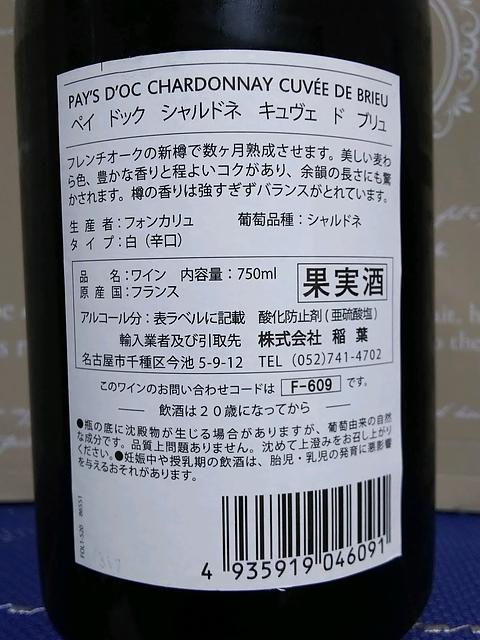 PAY'S D'OC CHARDONNAY CUVÉE DE BRIEU
ペイ ドック シャルドネ キュヴェ ド ブリュ
フレンチオークの新樽で数ヶ月熟成させます。美しい麦わ
ら色、豊かな香りと程よいコクがあり、余韻の長さにも驚
かされます。樽の香りは強すぎずバランスがとれています。
生産者：フォンカリュ 葡萄品種：シャルドネ
タイプ：白（辛口）
品 名：ワイン 内容量：750ml
原産国：フランス
果実酒
アルコール分：表ラベルに記載 酸化防止剤（亜硫酸塩）
輸入業者及び引取先 株式会社 稲葉
名古屋市千種区今池 5-9-12 TEL (052)741-4702
このワインのお問い合わせコードは F-609 です。
飲酒は20歳になってから
●瓶の底に沈殿物が生じる場合がありますが、葡萄由来の自然
な成分です。品質上問題ありません。沈めて上澄みをお召し上がり
ください。●妊娠中や授乳期の飲酒は、胎児・乳児の発育に悪影響
を与えるおそれがあります。
4 935919 046091